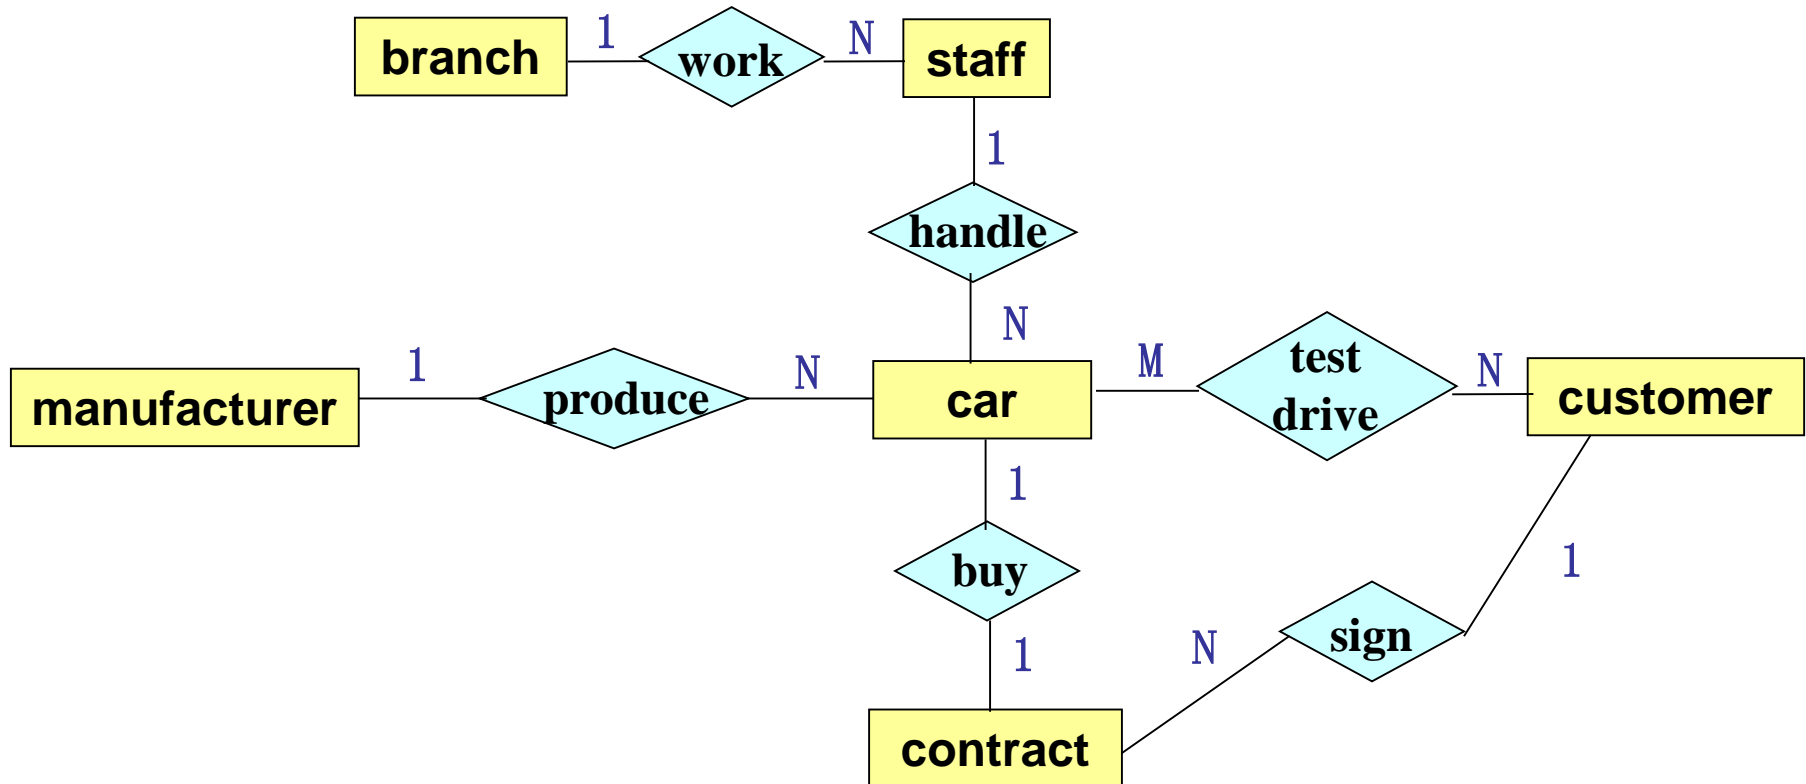 branch 1 work N staff
1
handle
N
manufacturer 1 produce N car M test drive N customer
1
buy
1
1
sign
N
contract